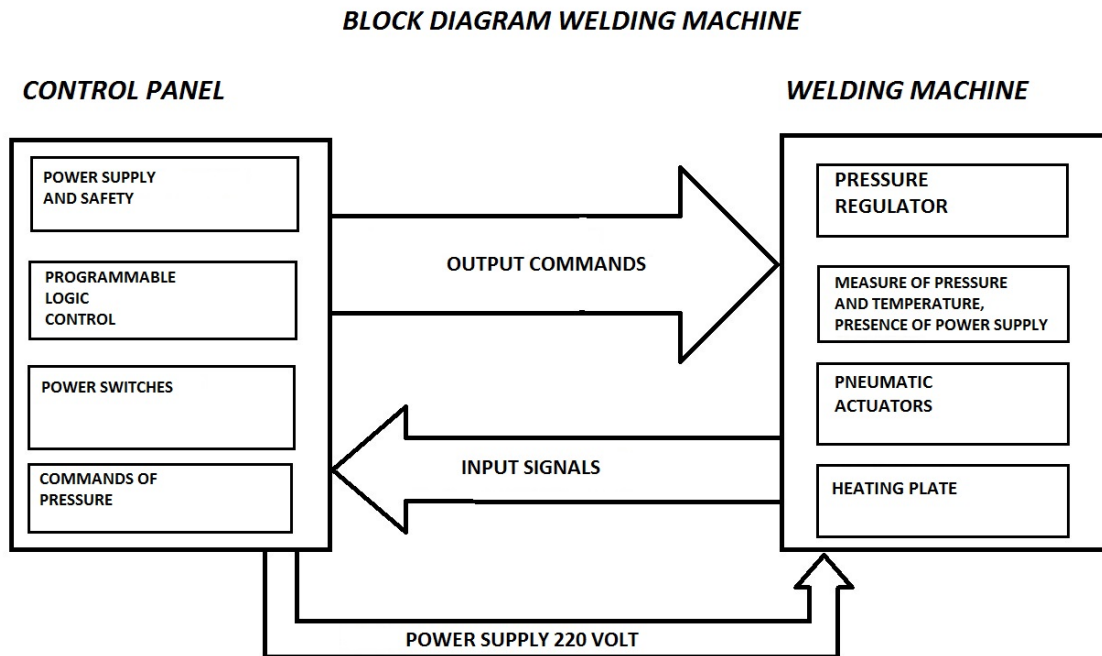 BLOCK DIAGRAM WELDING MACHINE
CONTROL PANEL
WELDING MACHINE
POWER SUPPLY
AND SAFETY
PROGRAMMABLE
LOGIC
CONTROL
POWER SWITCHES
COMMANDS OF
PRESSURE
OUTPUT COMMANDS
INPUT SIGNALS
PRESSURE
REGULATOR
MEASURE OF PRESSURE
AND TEMPERATURE,
PRESENCE OF POWER SUPPLY
PNEUMATIC
ACTUATORS
HEATING PLATE
POWER SUPPLY 220 VOLT